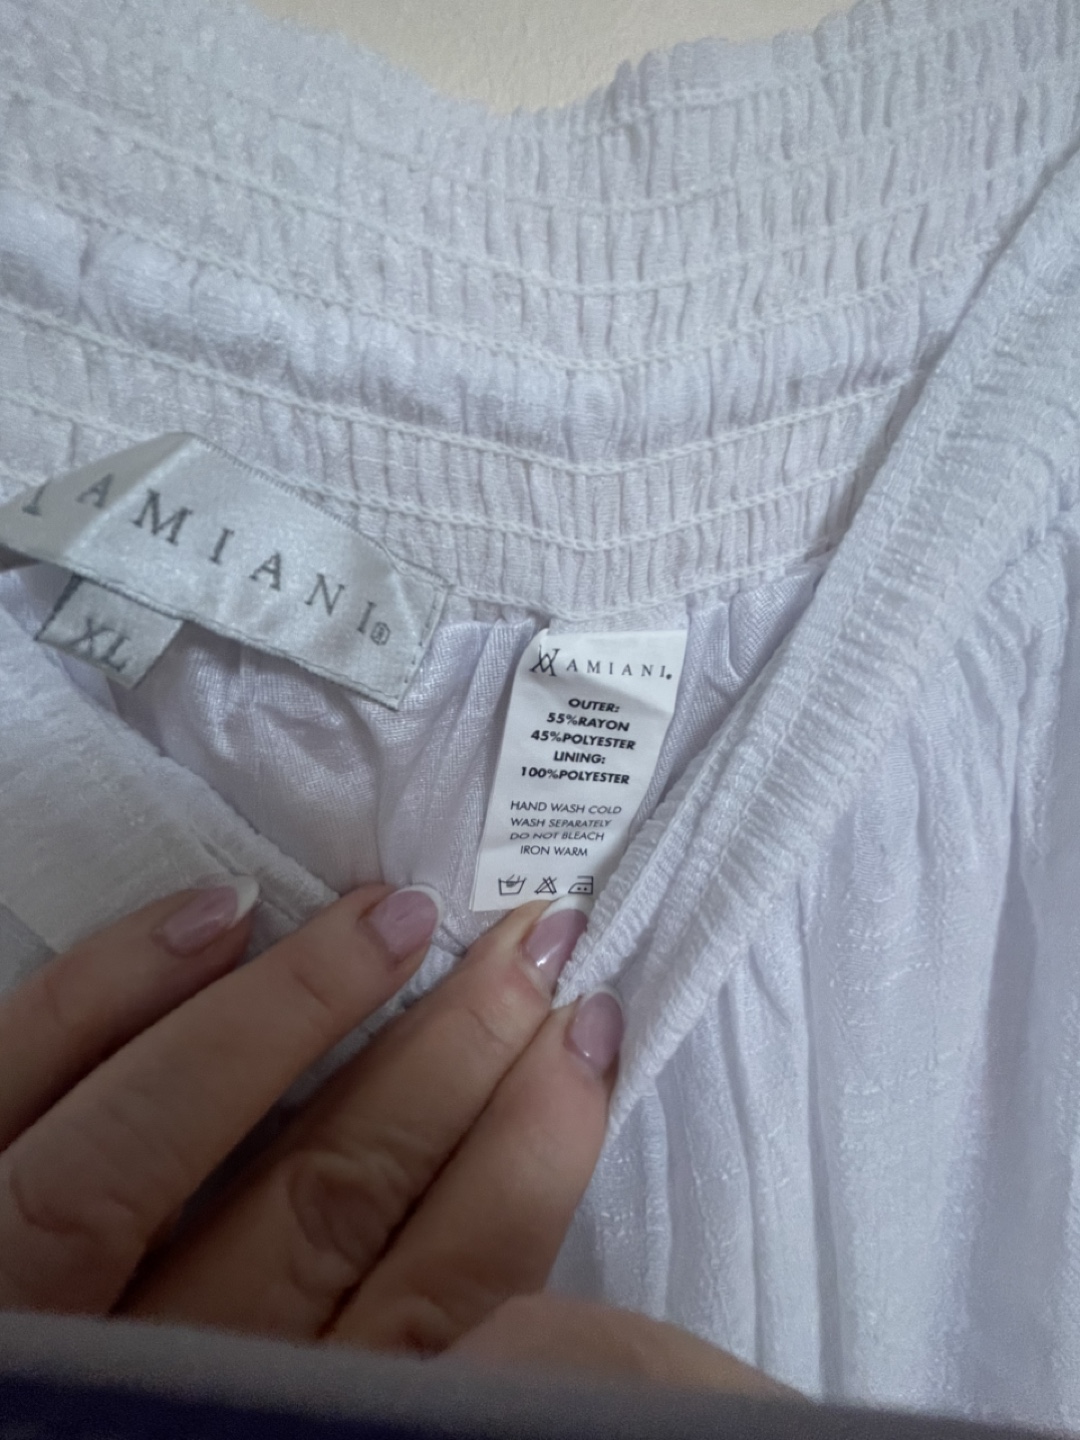 AMIANI®
XL
AMIANI.
OUTER:
55%RAYON
45%POLYESTER
LINING:
100%POLYESTER
HAND WASH COLD
WASH SEPARATELY
DO NOT BLEACH
IRON WARM